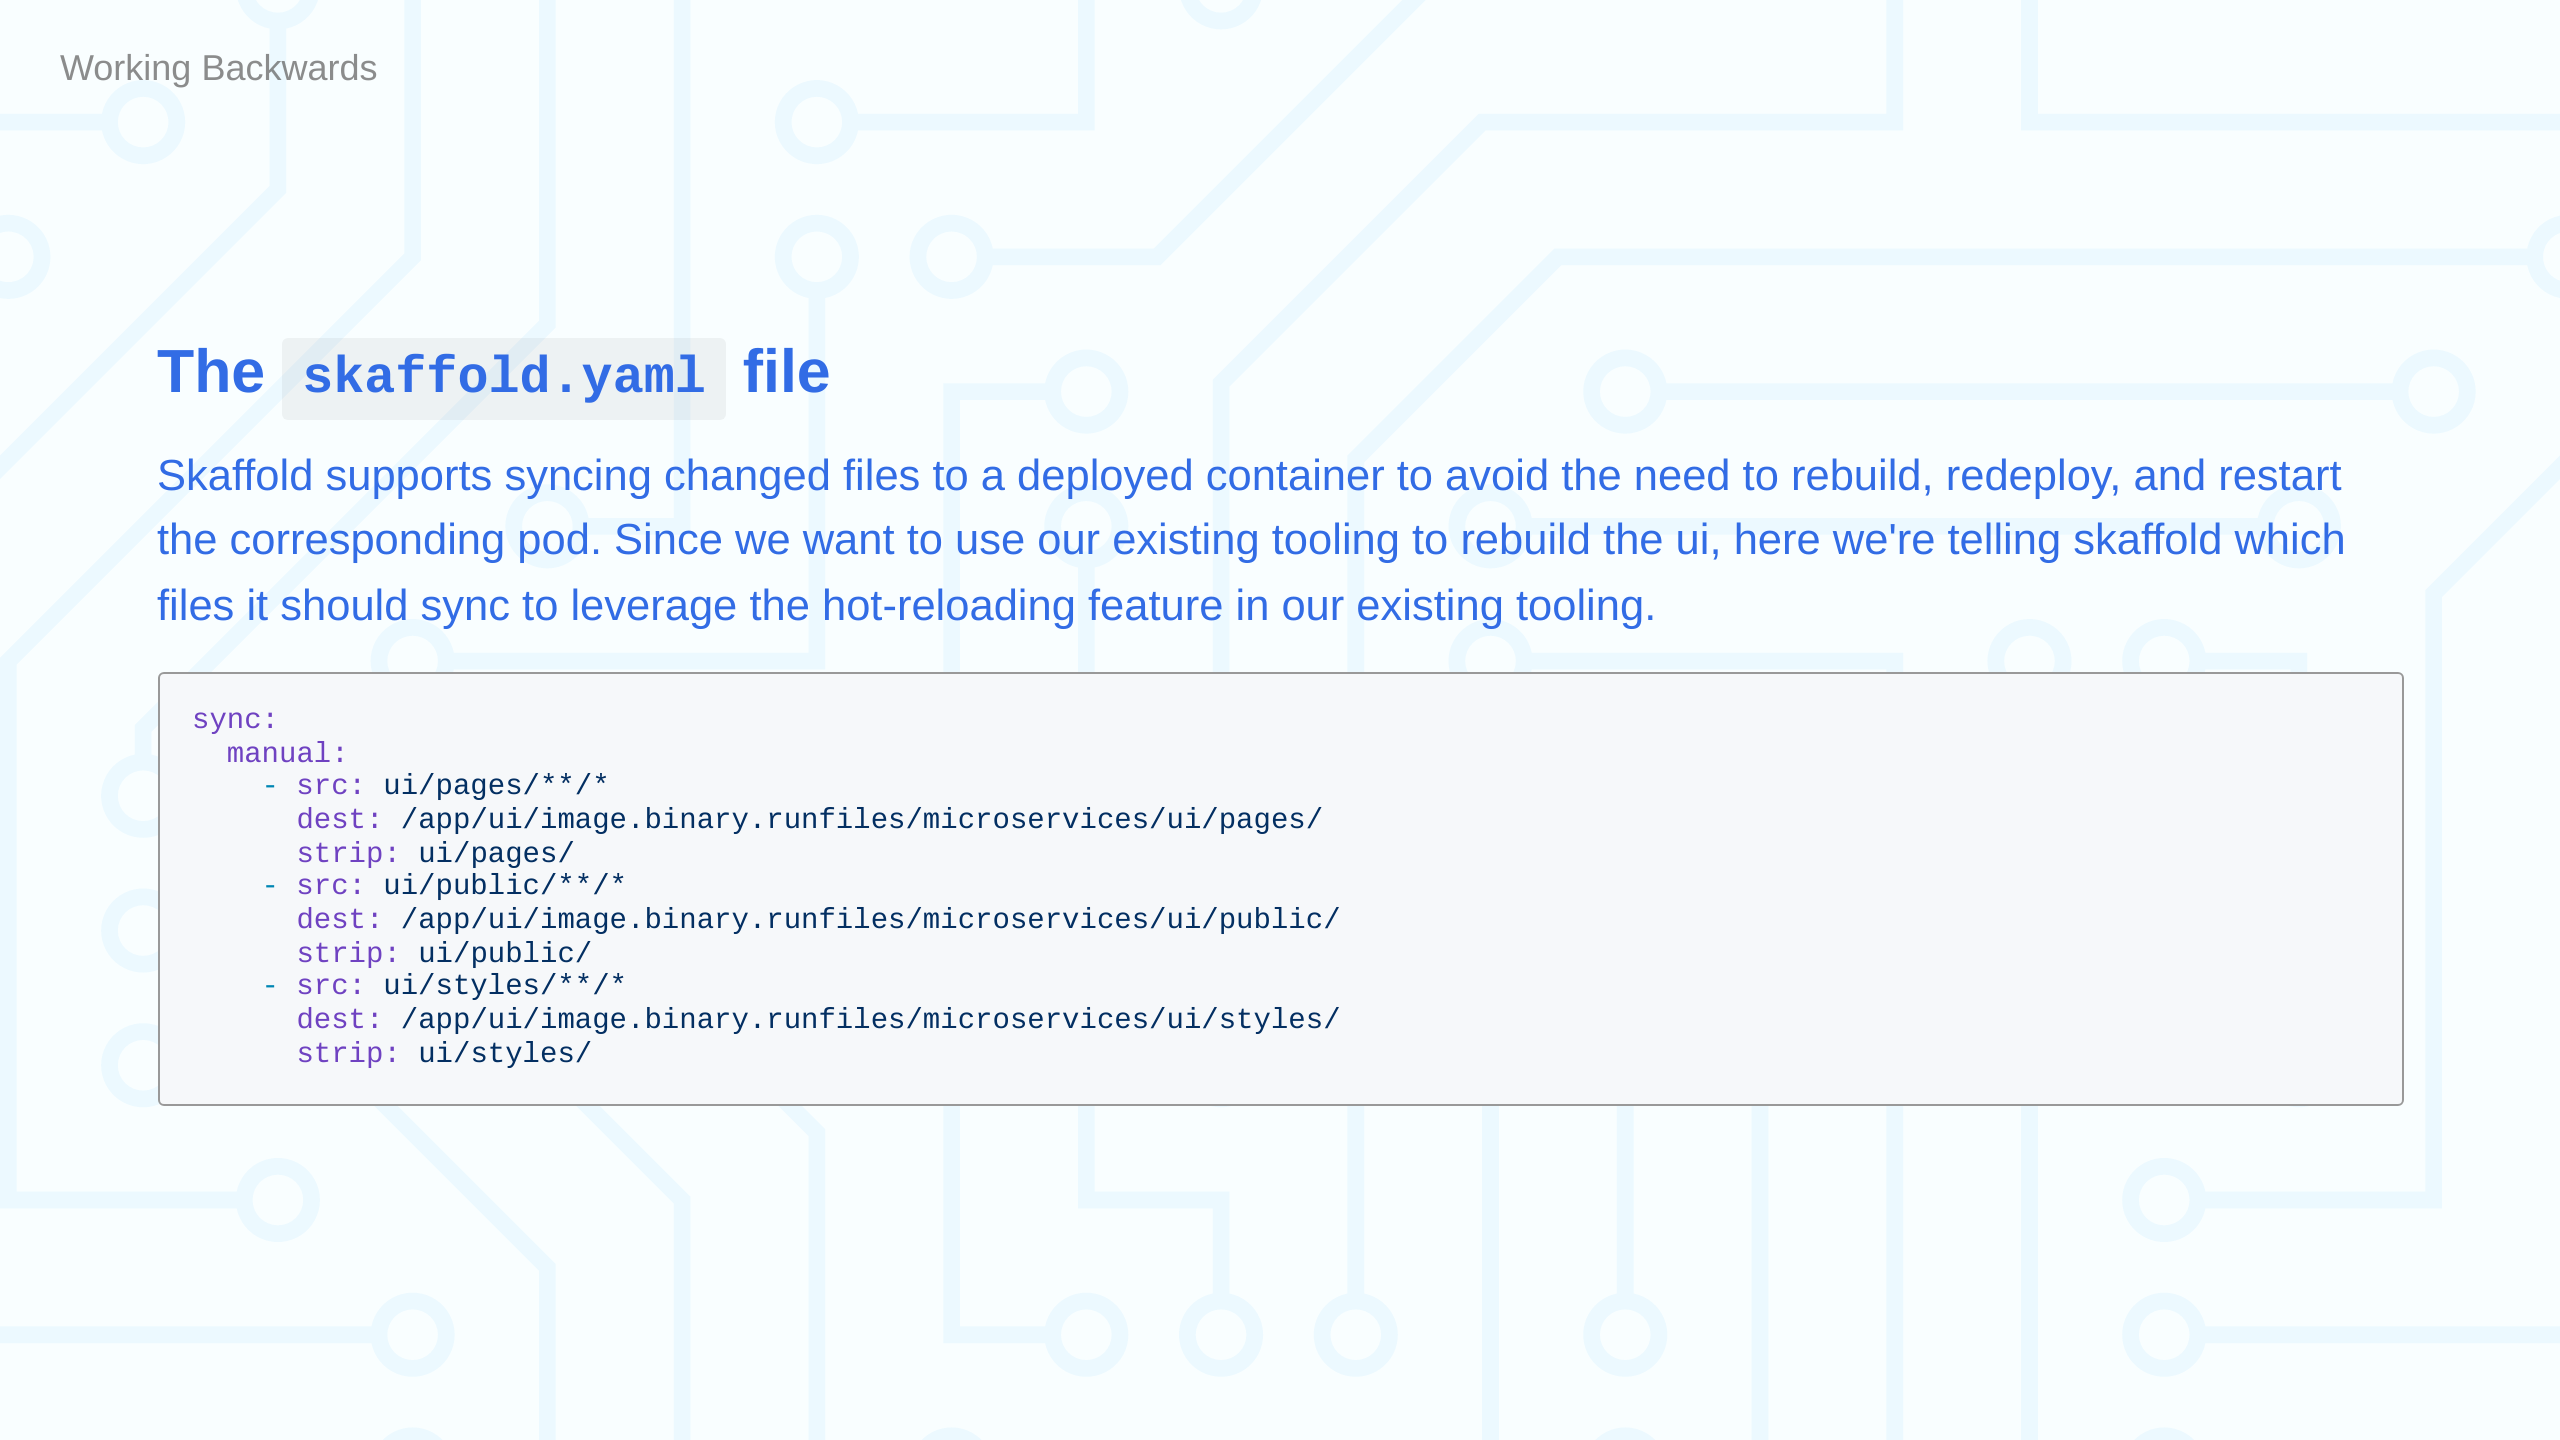 Working Backwards
The skaffold.yaml file
Skaffold supports syncing changed files to a deployed container to avoid the need to rebuild, redeploy, and restart
the corresponding pod. Since we want to use our existing tooling to rebuild the ui, here we're telling skaffold which
files it should sync to leverage the hot-reloading feature in our existing tooling.
sync:
  manual:
    - src: ui/pages/**/*
      dest: /app/ui/image.binary.runfiles/microservices/ui/pages/
      strip: ui/pages/
    - src: ui/public/**/*
      dest: /app/ui/image.binary.runfiles/microservices/ui/public/
      strip: ui/public/
    - src: ui/styles/**/*
      dest: /app/ui/image.binary.runfiles/microservices/ui/styles/
      strip: ui/styles/